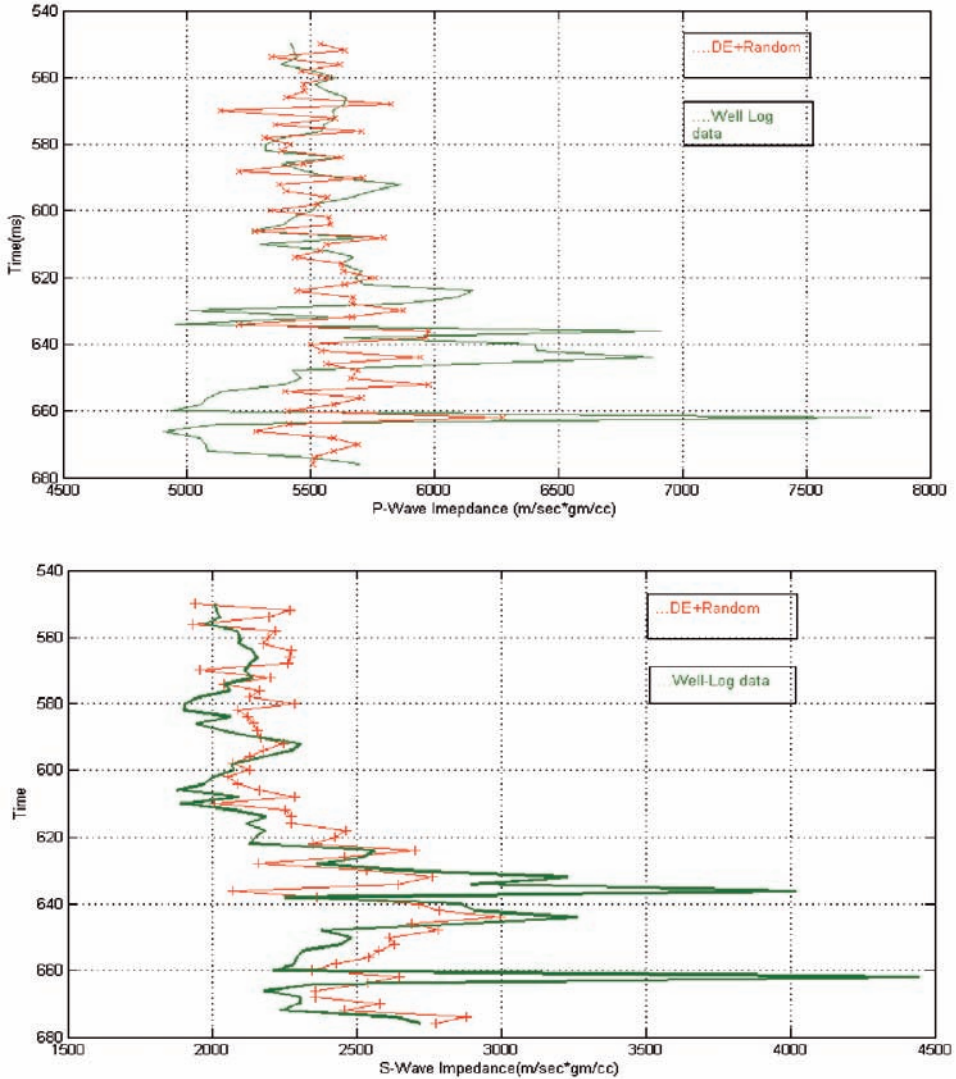 540
560
580
600
620
640
660
680
Time(ms)
4500 5000 5500 6000 6500 7000 7500 8000
P-Wave Imepdance (m/sec*gm/cc)
....DE+Random
....Well Log
data
540
560
580
600
620
640
660
680
Time
1500 2000 2500 3000 3500 4000 4500
S-Wave Impedance(m/sec*gm/cc)
...DE+Random
...Well-Log data